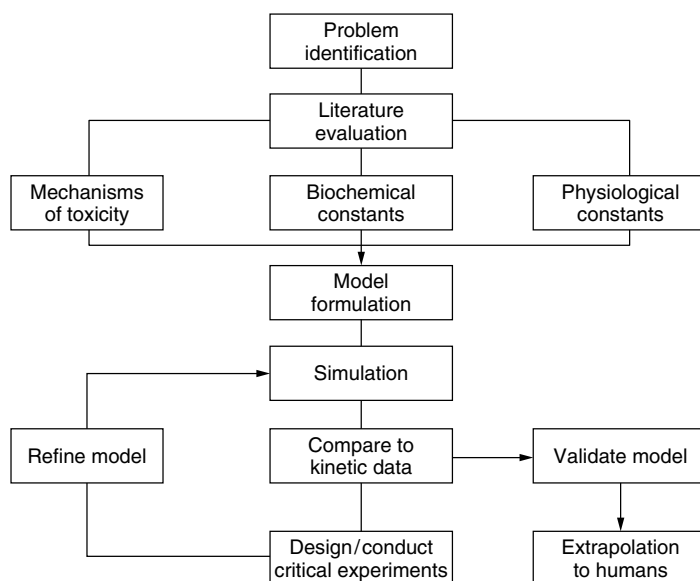 Problem
identification
Literature
evaluation
Mechanisms
of toxicity
Biochemical
constants
Physiological
constants
Model
formulation
Simulation
Refine model
Compare to
kinetic data
Validate model
Design/conduct
critical experiments
Extrapolation
to humans